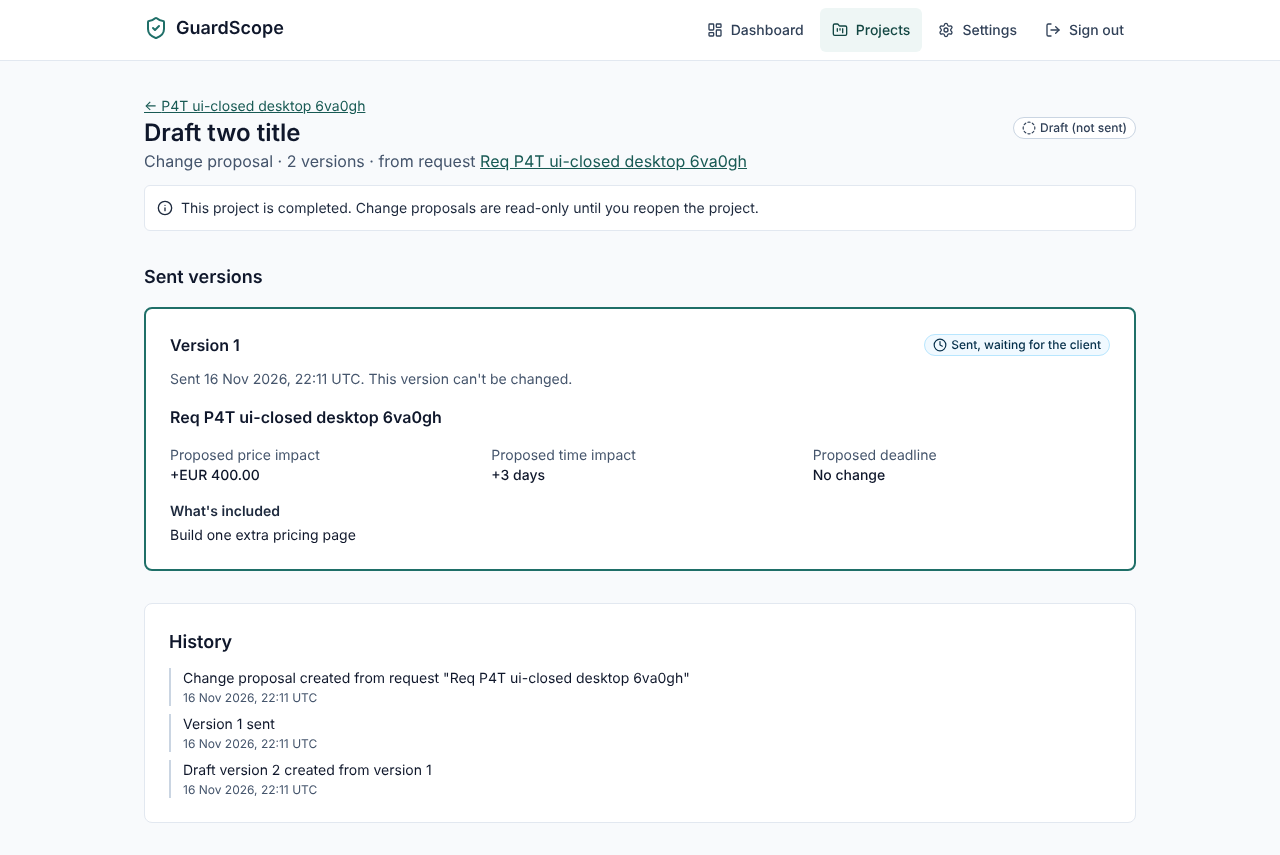 GuardScope
Dashboard
Projects
Settings
Sign out
← P4T ui-closed desktop 6va0gh
Draft two title
Draft (not sent)
Change proposal · 2 versions · from request Req P4T ui-closed desktop 6va0gh
This project is completed. Change proposals are read-only until you reopen the project.
Sent versions
Version 1
Sent, waiting for the client
Sent 16 Nov 2026, 22:11 UTC. This version can't be changed.
Req P4T ui-closed desktop 6va0gh
Proposed price impact
+EUR 400.00
Proposed time impact
+3 days
Proposed deadline
No change
What's included
Build one extra pricing page
History
Change proposal created from request "Req P4T ui-closed desktop 6va0gh"
16 Nov 2026, 22:11 UTC
Version 1 sent
16 Nov 2026, 22:11 UTC
Draft version 2 created from version 1
16 Nov 2026, 22:11 UTC